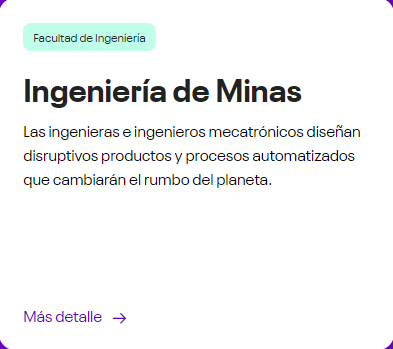 Facultad de Ingeniería
Ingeniería de Minas
Las ingenieras e ingenieros mecatrónicos diseñan
disruptivos productos y procesos automatizados
que cambiarán el rumbo del planeta.
Más detalle →